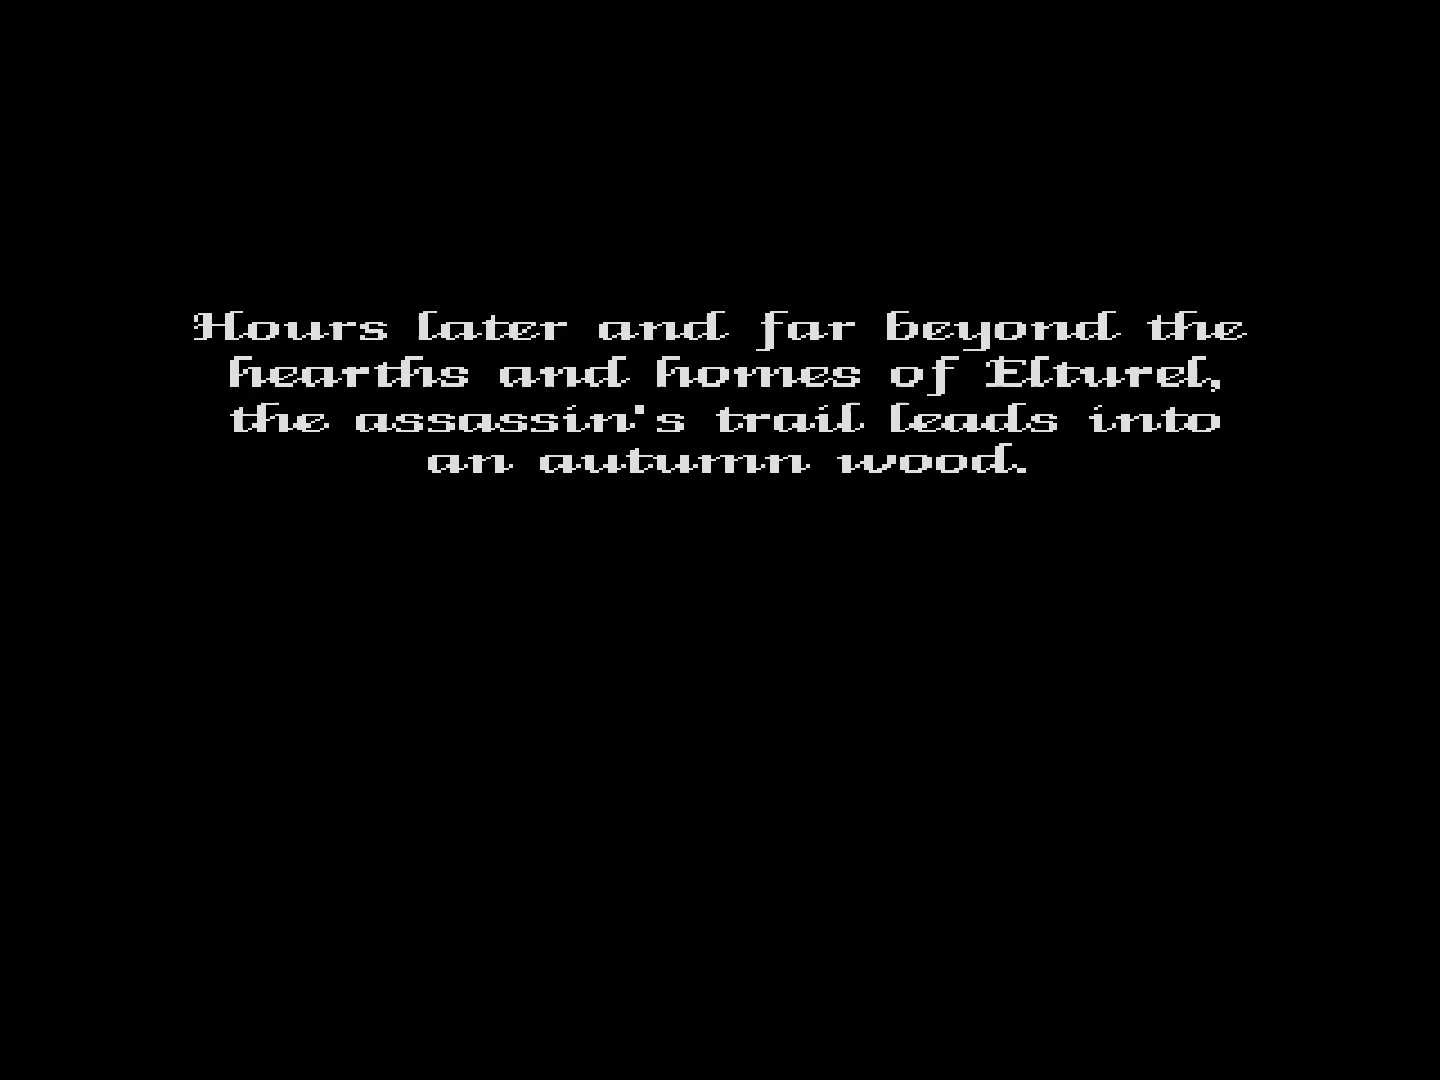 Hours later and far beyond the
hearths and homes of Elturel,
the assassin's trail leads into
an autumn wood.